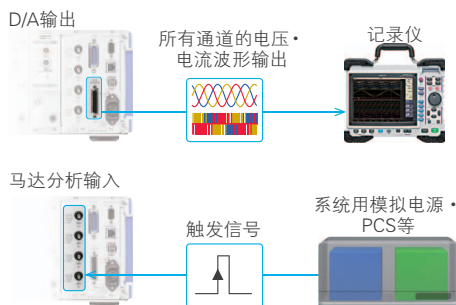 D/A输出
所有通道的电压・
电流波形输出
记录仪
马达分析输入
触发信号
系统用模拟电源・
PCS等